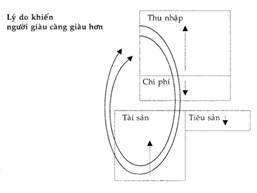 Lý do khiến
người giàu càng giàu hơn
Thu nhập
Chi phí
Tài sản
Tiêu sản